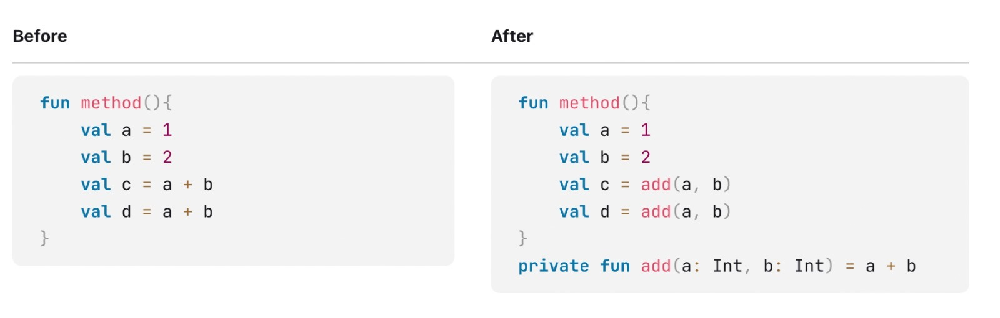 Before
fun method(){
    val a = 1
    val b = 2
    val c = a + b
    val d = a + b
}
After
fun method(){
    val a = 1
    val b = 2
    val c = add(a, b)
    val d = add(a, b)
}
private fun add(a: Int, b: Int) = a + b